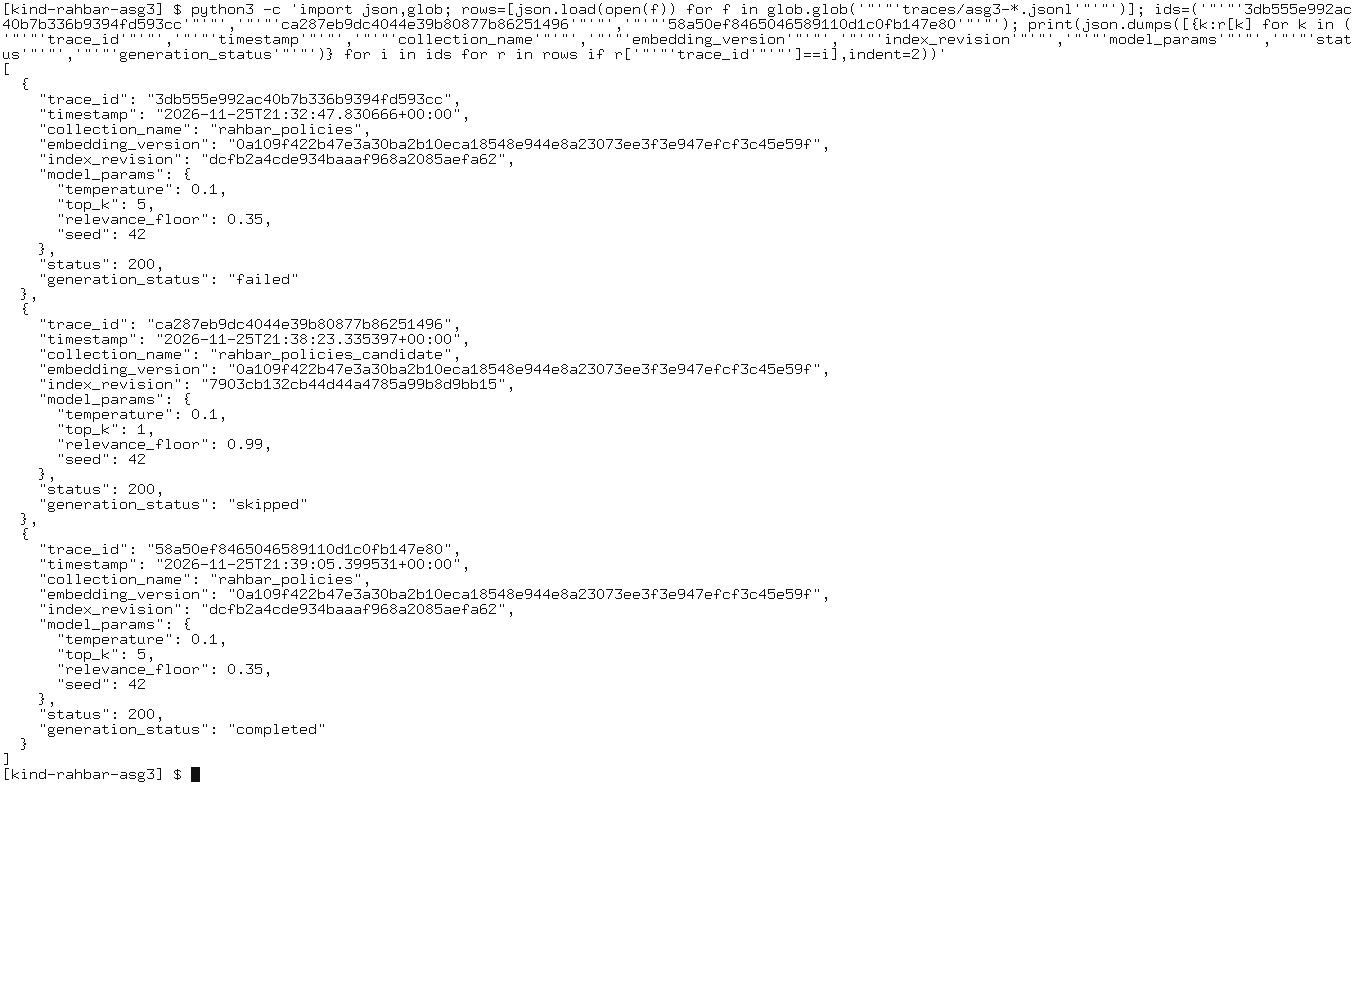 [kind-rahbar-asg3] $ python3 -c 'import json,glob; rows=[json.load(open(f)) for f in glob.glob('"'"'traces/asg3-*.jsonl'"'"')]; ids=('"'"'3db555e992ac
40b7b336b9394fd593cc'"'"','"'"'ca287eb9dc4044e39b80877b86251496'"'"','"'"'58a50ef8465046589110d1c0fb147e80'"'"'); print(json.dumps([{k:r[k] for k in (
'"'"'trace_id'"'"','"'"'timestamp'"'"','"'"'collection_name'"'"','"'"'embedding_version'"'"','"'"'index_revision'"'"','"'"'model_params'"'"','"'"'stat
us'"'"','"'"'generation_status'"'"')} for i in ids for r in rows if r['"'"'trace_id'"'"']==i],indent=2))'
[
  {
    "trace_id": "3db555e992ac40b7b336b9394fd593cc",
    "timestamp": "2026-11-25T21:32:47.830666+00:00",
    "collection_name": "rahbar_policies",
    "embedding_version": "0a109f422b47e3a30ba2b10eca18548e944e8a23073ee3f3e947efcf3c45e59f",
    "index_revision": "dcfb2a4cde934baaaf968a2085aefa62",
    "model_params": {
      "temperature": 0.1,
      "top_k": 5,
      "relevance_floor": 0.35,
      "seed": 42
    },
    "status": 200,
    "generation_status": "failed"
  },
  {
    "trace_id": "ca287eb9dc4044e39b80877b86251496",
    "timestamp": "2026-11-25T21:38:23.335397+00:00",
    "collection_name": "rahbar_policies_candidate",
    "embedding_version": "0a109f422b47e3a30ba2b10eca18548e944e8a23073ee3f3e947efcf3c45e59f",
    "index_revision": "7903cb132cb44d44a4785a99b8d9bb15",
    "model_params": {
      "temperature": 0.1,
      "top_k": 1,
      "relevance_floor": 0.99,
      "seed": 42
    },
    "status": 200,
    "generation_status": "skipped"
  },
  {
    "trace_id": "58a50ef8465046589110d1c0fb147e80",
    "timestamp": "2026-11-25T21:39:05.399531+00:00",
    "collection_name": "rahbar_policies",
    "embedding_version": "0a109f422b47e3a30ba2b10eca18548e944e8a23073ee3f3e947efcf3c45e59f",
    "index_revision": "dcfb2a4cde934baaaf968a2085aefa62",
    "model_params": {
      "temperature": 0.1,
      "top_k": 5,
      "relevance_floor": 0.35,
      "seed": 42
    },
    "status": 200,
    "generation_status": "completed"
  }
]
[kind-rahbar-asg3] $